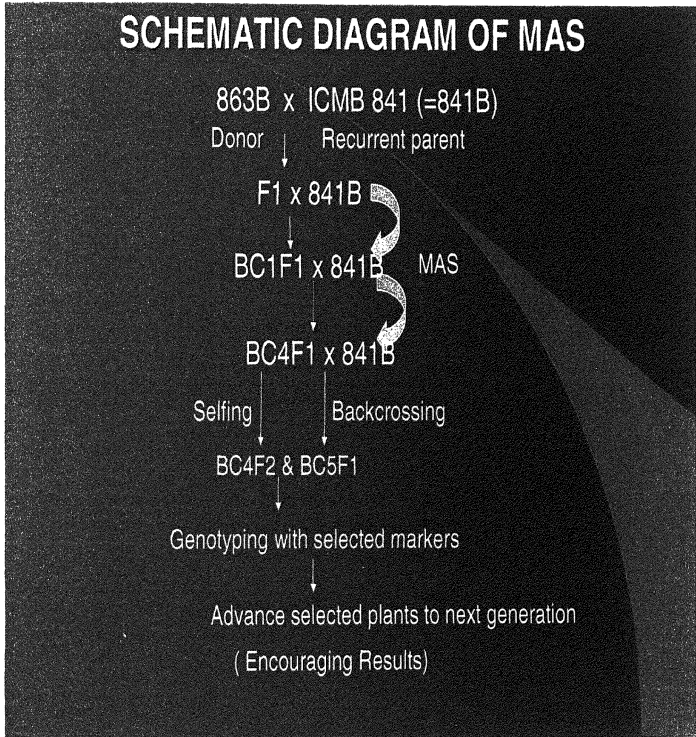 SCHEMATIC DIAGRAM OF MAS
863B x ICMB 841 (=841B)
Donor Recurrent parent
F1 x 841B
BC1F1 x 841B MAS
BC4F1 x 841B
Selfing Backcrossing
BC4F2 & BC5F1
Genotyping with selected markers
Advance selected plants to next generation
( Encouraging Results)